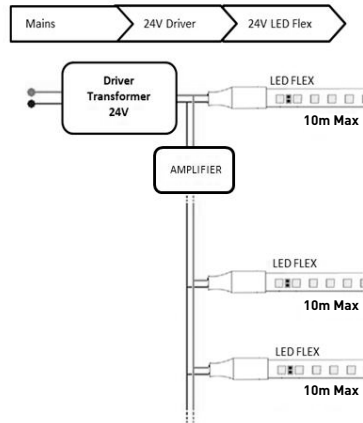 Mains 24V Driver 24V LED Flex
Driver
Transformer
24V
LED FLEX
10m Max
AMPLIFIER
LED FLEX
10m Max
LED FLEX
10m Max